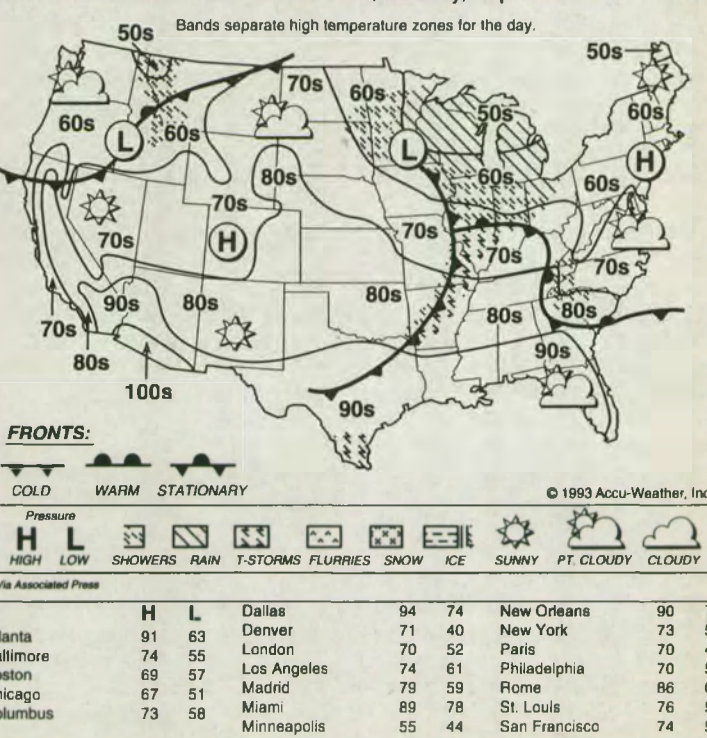 Bands separate high temperature zones for the day.
50s
50s
70s
60s
50s
60s
60s
60s
L
L
60s
H
80s
60s
70s
70s
70s
H
70s
70s
90s
80s
80s
80s
80s
70s
80s
90s
100s
90s
FRONTS:
COLD WARM STATIONARY
© 1993 Accu-Weather, Inc
Pressure
H L
HIGH LOW SHOWERS RAIN T-STORMS FLURRIES SNOW ICE SUNNY PT. CLOUDY CLOUDY
Via Associated Press
H L
lanta 91 63
altimore 74 55
oston 69 57
hicago 67 51
olumbus 73 58
Dallas 94 74
Denver 71 40
London 70 52
Los Angeles 74 61
Madrid 79 59
Miami 89 78
Minneapolis 55 44
New Orleans 90
New York 73
Paris 70
Philadelphia 70
Rome 86
St. Louis 76
San Francisco 74